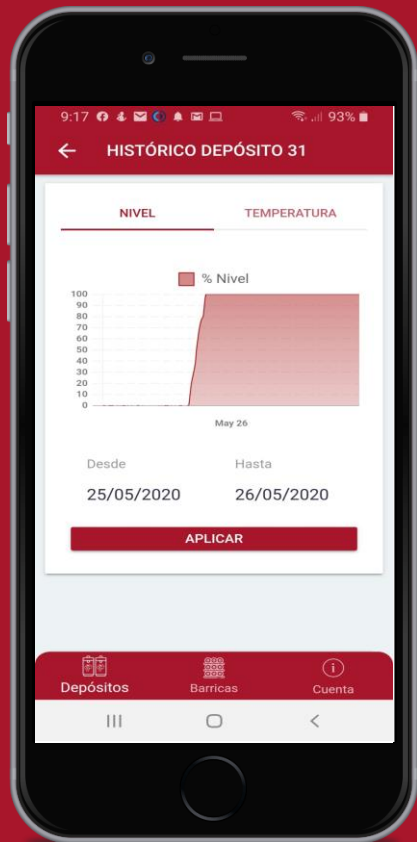 9:17 93%
HISTÓRICO DEPÓSITO 31
NIVEL TEMPERATURA
% Nivel
100
90
80
70
60
50
40
30
20
10
0
May 26
Desde Hasta
25/05/2020 26/05/2020
APLICAR
Depósitos Barricas Cuenta